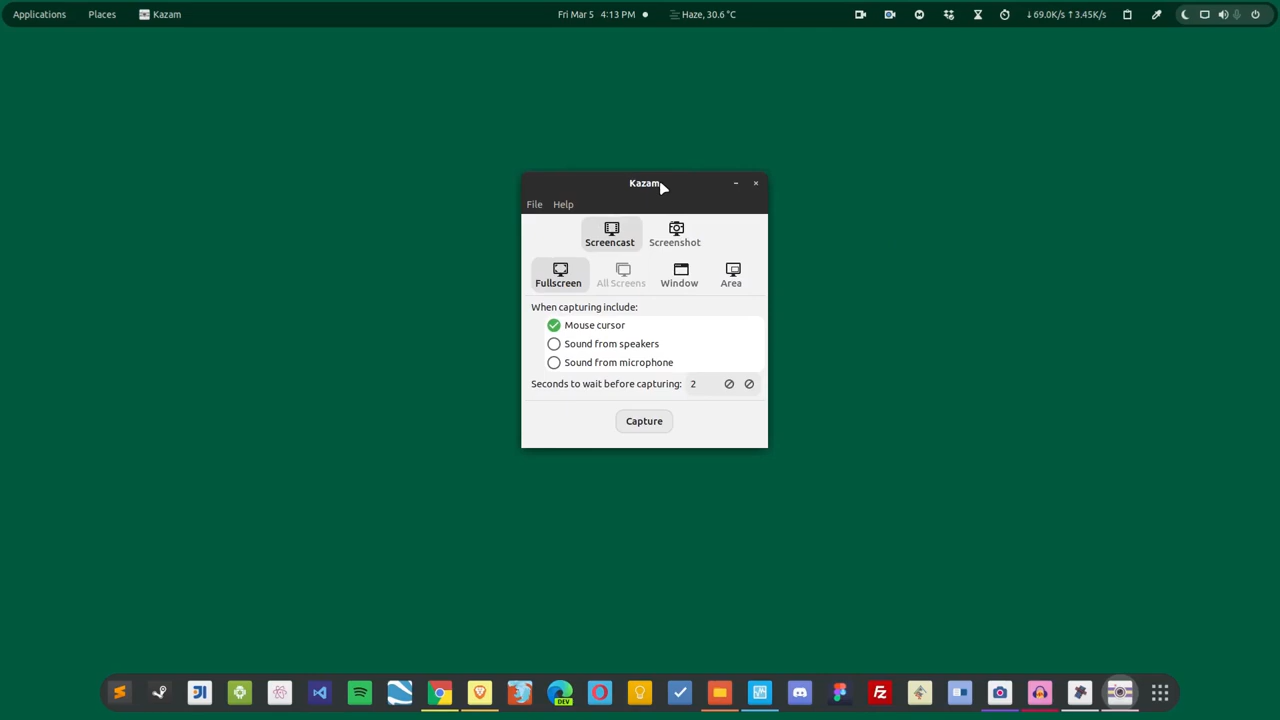 Applications Places Kazam Fri Mar 5 4:13 PM Haze, 30.6 °C ↓69.0K/s ↑3.45K/s
Kazam
File Help
Screencast Screenshot
Fullscreen All Screens Window Area
When capturing include:
Mouse cursor
Sound from speakers
Sound from microphone
Seconds to wait before capturing: 2
Capture
DEV
FZ